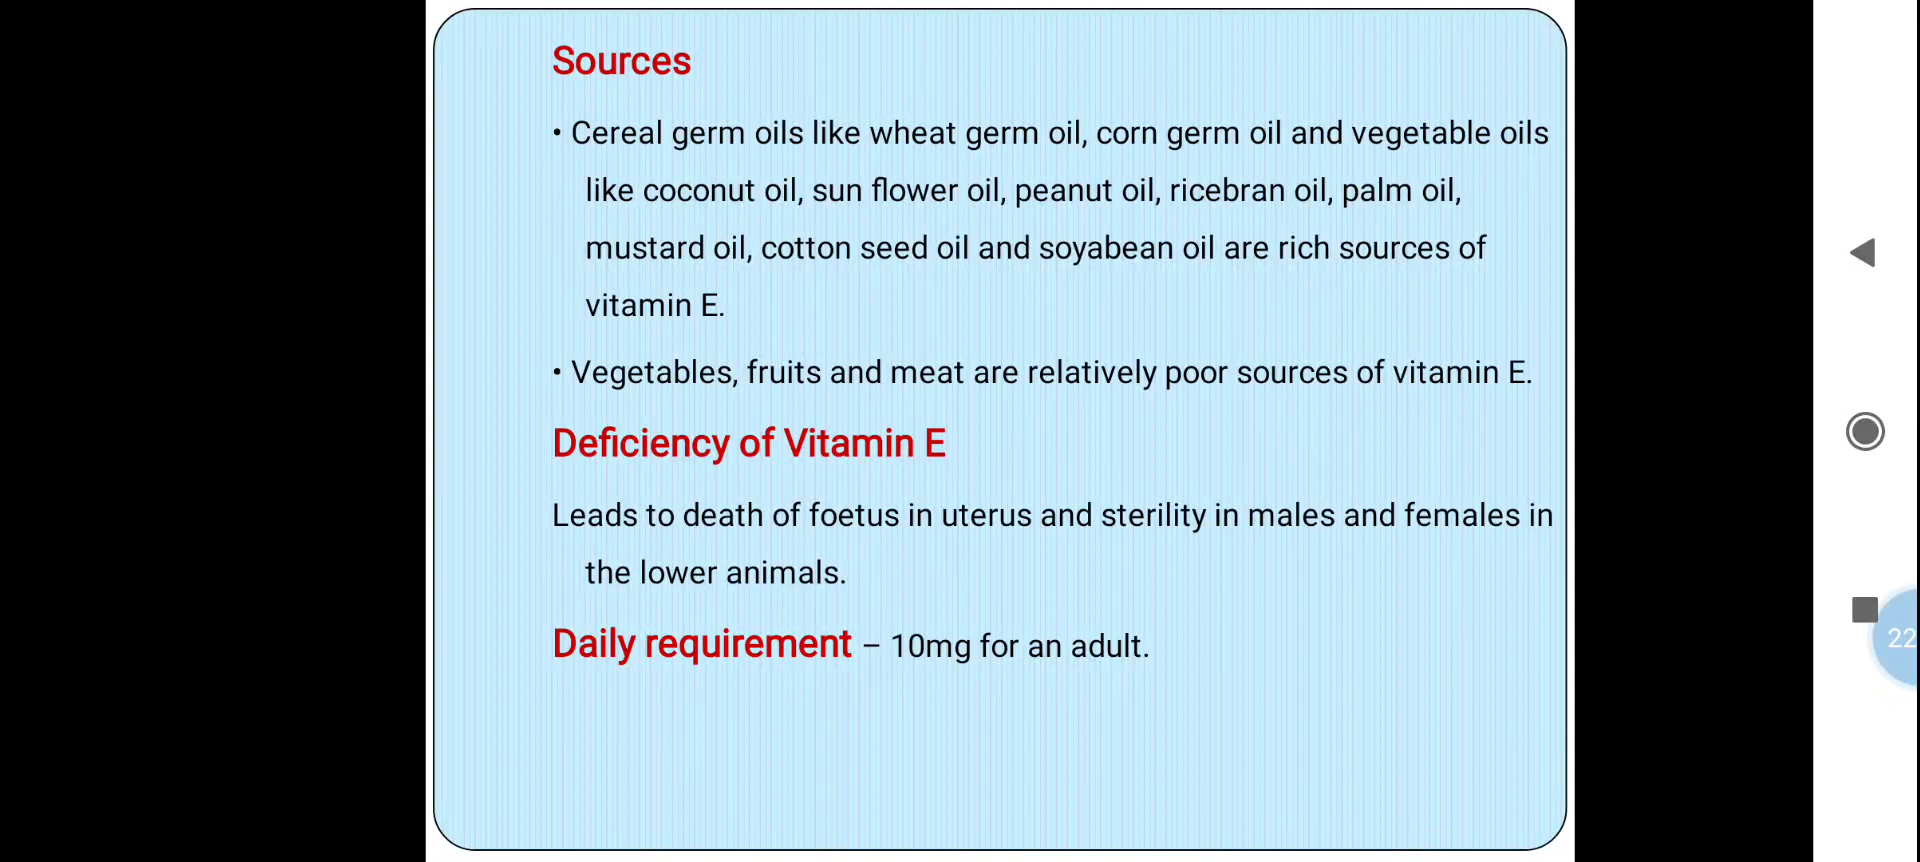 Sources
• Cereal germ oils like wheat germ oil, corn germ oil and vegetable oils
like coconut oil, sun flower oil, peanut oil, ricebran oil, palm oil,
mustard oil, cotton seed oil and soyabean oil are rich sources of
vitamin E.
• Vegetables, fruits and meat are relatively poor sources of vitamin E.
Deficiency of Vitamin E
Leads to death of foetus in uterus and sterility in males and females in
the lower animals.
Daily requirement – 10mg for an adult.
22